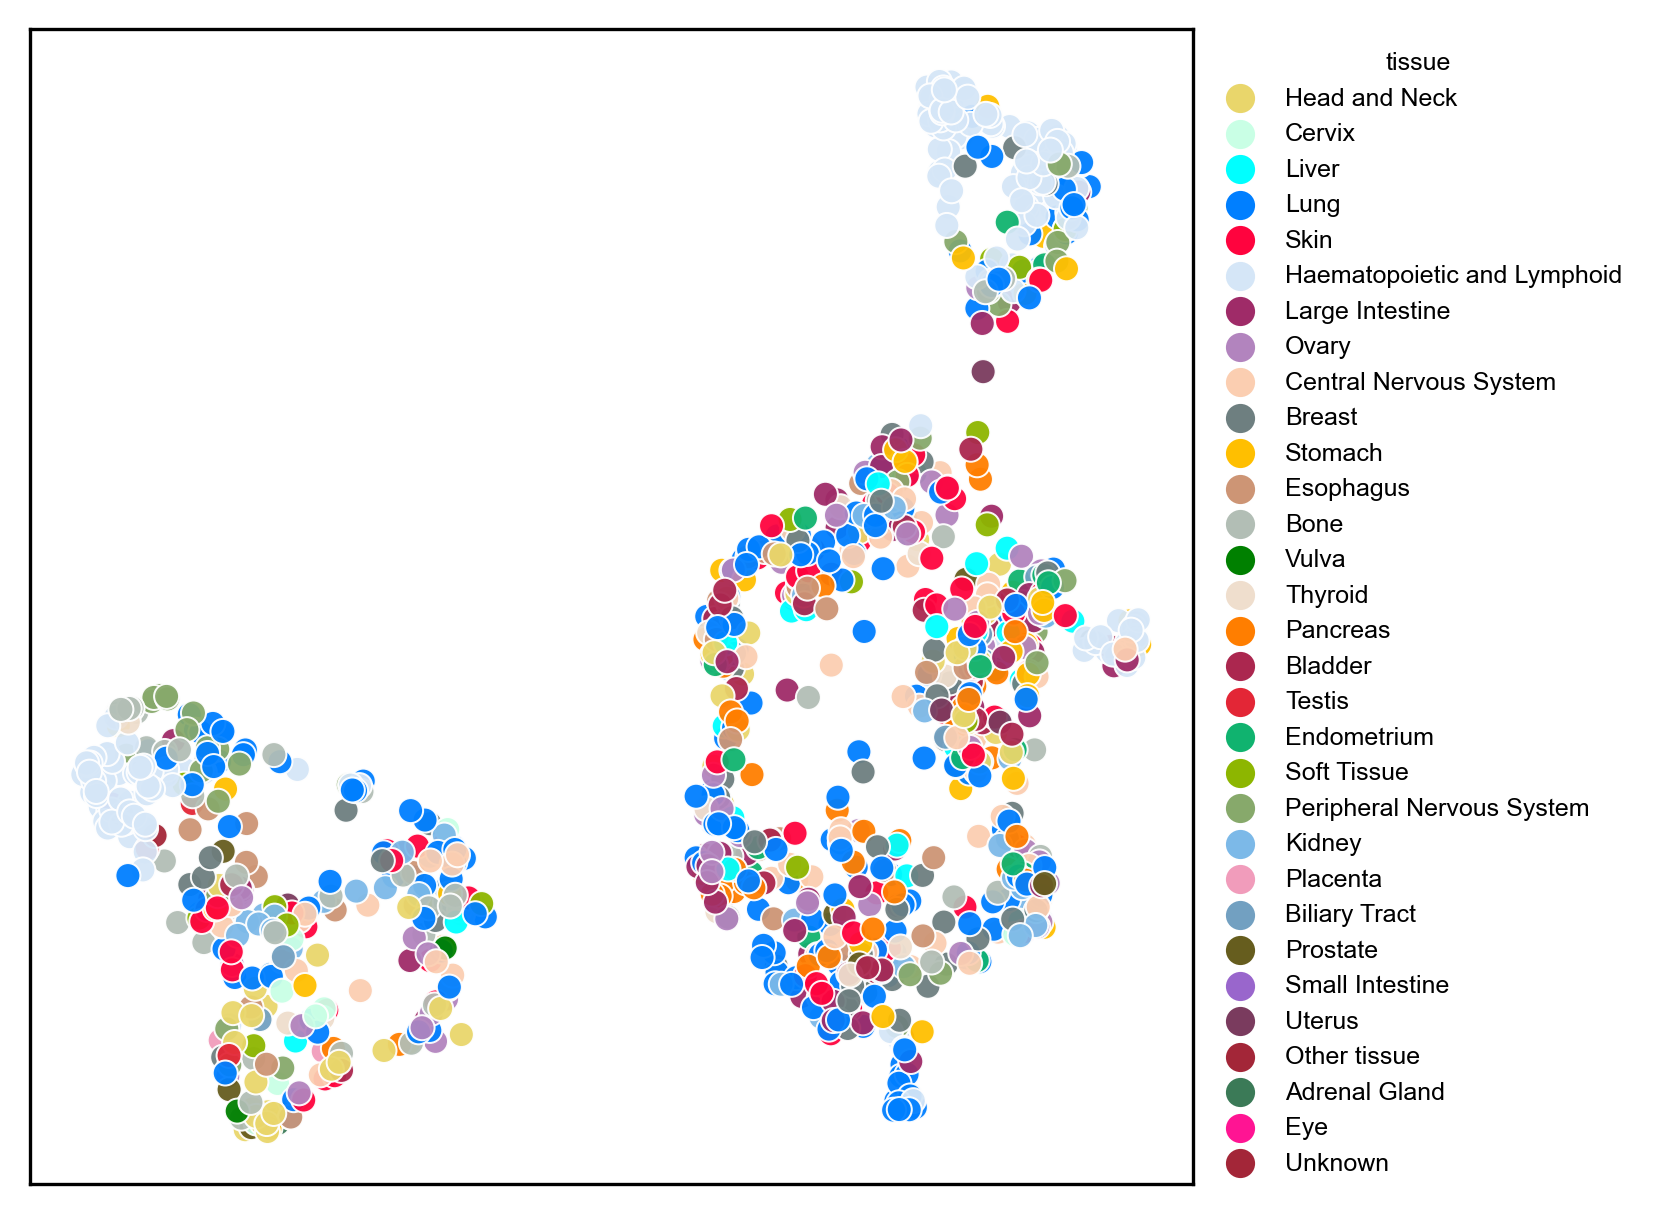 tissue
Head and Neck
Cervix
Liver
Lung
Skin
Haematopoietic and Lymphoid
Large Intestine
Ovary
Central Nervous System
Breast
Stomach
Esophagus
Bone
Vulva
Thyroid
Pancreas
Bladder
Testis
Endometrium
Soft Tissue
Peripheral Nervous System
Kidney
Placenta
Biliary Tract
Prostate
Small Intestine
Uterus
Other tissue
Adrenal Gland
Eye
Unknown